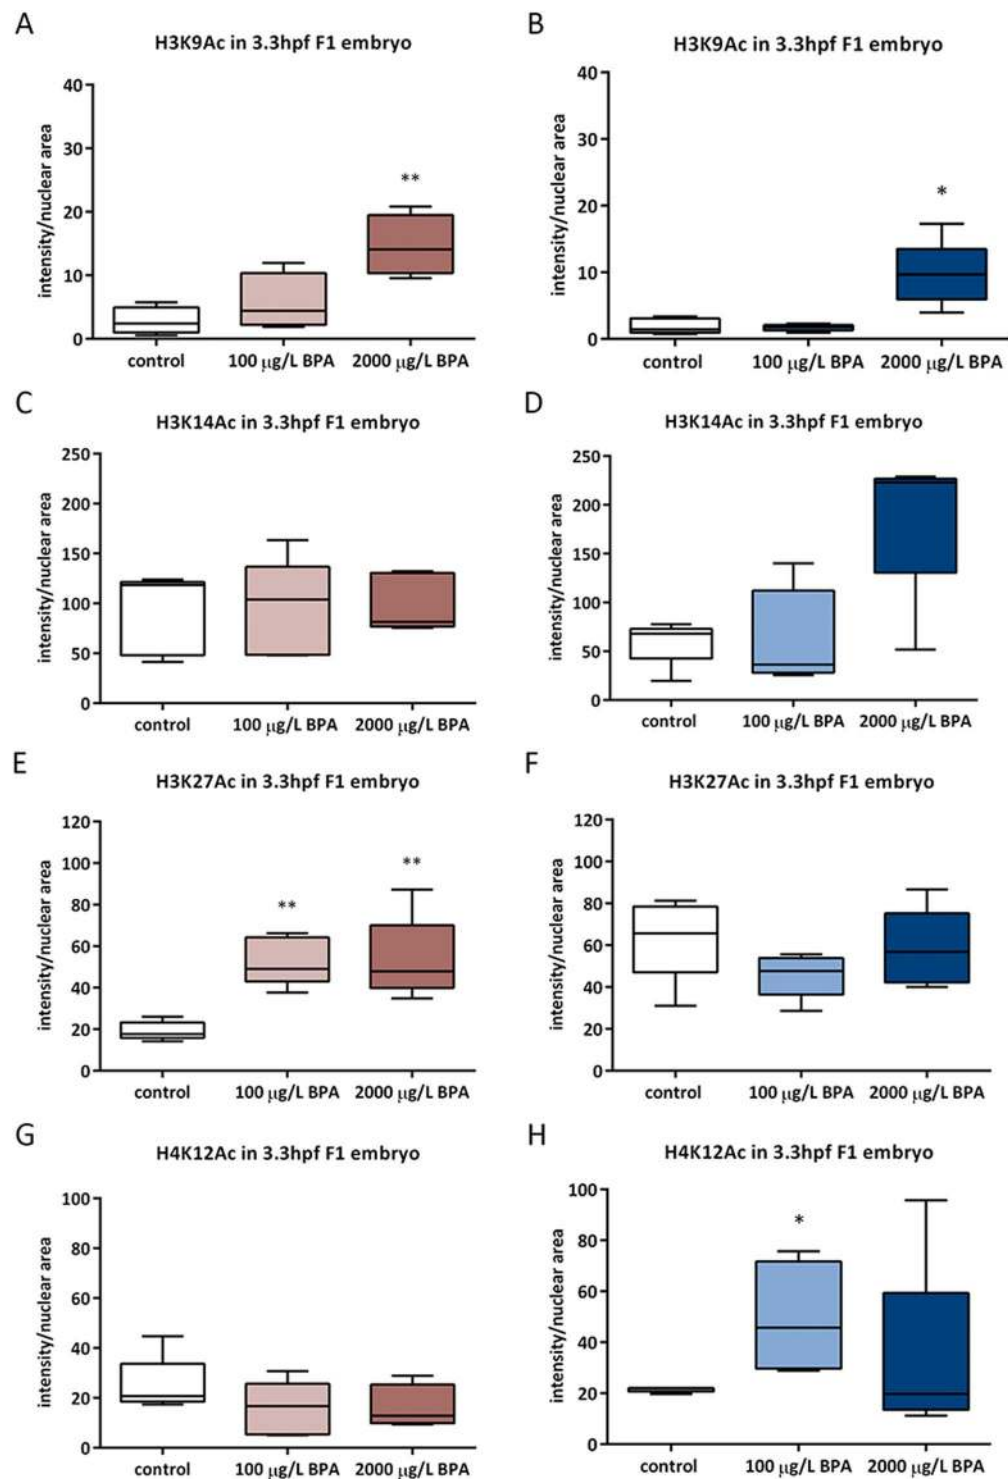 A
H3K9Ac in 3.3hpf F1 embryo
intensity/nuclear area
40
30
20
10
0
**
control
100 μg/L BPA
2000 μg/L BPA
B
H3K9Ac in 3.3hpf F1 embryo
intensity/nuclear area
40
30
20
10
0
*
control
100 μg/L BPA
2000 μg/L BPA
C
H3K14Ac in 3.3hpf F1 embryo
intensity/nuclear area
250
200
150
100
50
0
control
100 μg/L BPA
2000 μg/L BPA
D
H3K14Ac in 3.3hpf F1 embryo
intensity/nuclear area
250
200
150
100
50
0
control
100 μg/L BPA
2000 μg/L BPA
E
H3K27Ac in 3.3hpf F1 embryo
intensity/nuclear area
120
100
80
60
40
20
0
**
**
control
100 μg/L BPA
2000 μg/L BPA
F
H3K27Ac in 3.3hpf F1 embryo
intensity/nuclear area
120
100
80
60
40
20
0
control
100 μg/L BPA
2000 μg/L BPA
G
H4K12Ac in 3.3hpf F1 embryo
intensity/nuclear area
100
80
60
40
20
0
control
100 μg/L BPA
2000 μg/L BPA
H
H4K12Ac in 3.3hpf F1 embryo
intensity/nuclear area
100
80
60
40
20
0
*
control
100 μg/L BPA
2000 μg/L BPA